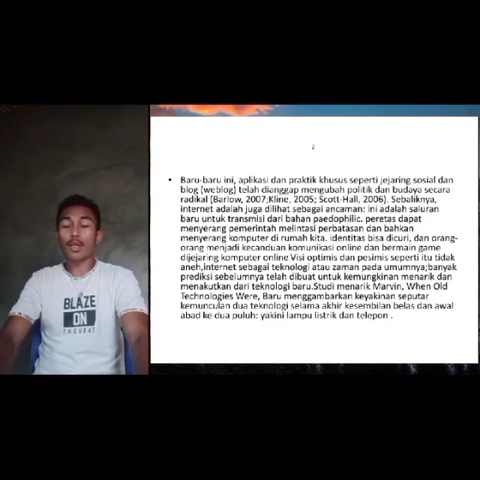 2
• Baru-baru ini, aplikasi dan praktik khusus seperti jejaring sosial dan
blog (weblog) telah dianggap mengubah politik dan budaya secara
radikal (Barlow, 2007;Kline, 2005; Scott-Hall, 2006). Sebaliknya,
internet adalah juga dilihat sebagai ancaman: ini adalah saluran
baru untuk transmisi dari bahan paedophilic. peretas dapat
menyerang pemerintah melintasi perbatasan dan bahkan
menyerang komputer di rumah kita. identitas bisa dicuri, dan orang-
orang menjadi kecanduan komunikasi online dan bermain game
dijejaring komputer online.Visi optimis dan pesimis seperti itu tidak
aneh,internet sebagai teknologi atau zaman pada umumnya;banyak
prediksi sebelumnya telah dibuat untuk kemungkinan menarik dan
menakutkan dari teknologi baru.Studi menarik Marvin, When Old
Technologies Were, Baru menggambarkan keyakinan seputar
kemunculan dua teknologi selama akhir kesembilan belas dan awal
abad ke dua puluh: yakini lampu listrik dan telepon .
BLAZE
ON
THOUGHT